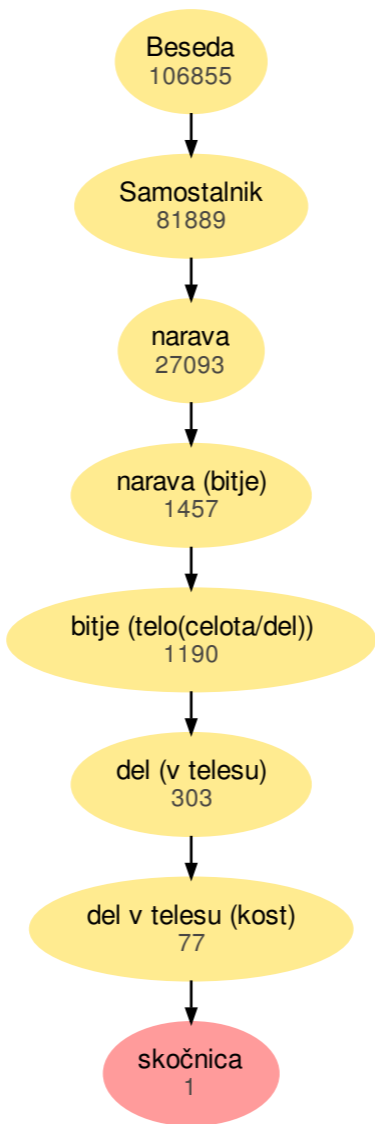 Beseda
106855
Samostalnik
81889
narava
27093
narava (bitje)
1457
bitje (telo(celota/del))
1190
del (v telesu)
303
del v telesu (kost)
77
skočnica
1